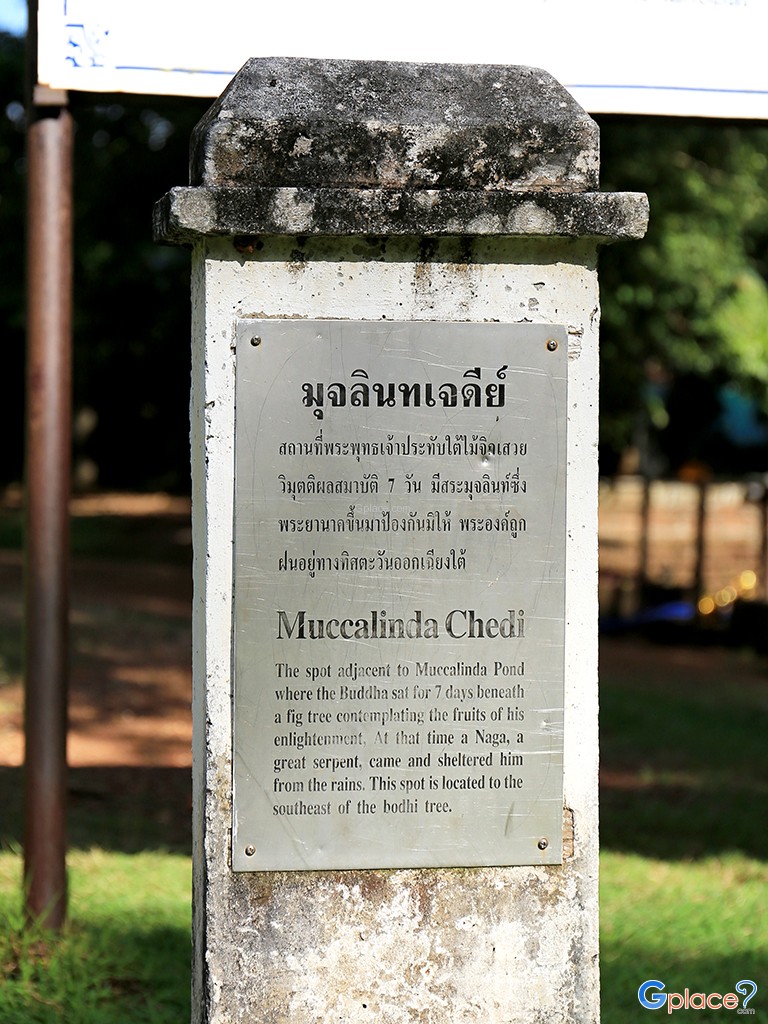 มุจลินทเจดีย์
สถานที่พระพุทธเจ้าประทับใต้ไม้จิกเสวย
วิมุตติผลสมาบัติ 7 วัน มีสระมุจลินท์ซึ่ง
พระยานาคขึ้นมาป้องกันมิให้ พระองค์ถูก
ฝนอยู่ทางทิศตะวันออกเฉียงใต้
Muccalinda Chedi
The spot adjacent to Muccalinda Pond
where the Buddha sat for 7 days beneath
a fig tree contemplating the fruits of his
enlightenment, At that time a Naga, a
great serpent, came and sheltered him
from the rains. This spot is located to the
southeast of the bodhi tree.
Gplace?
.com